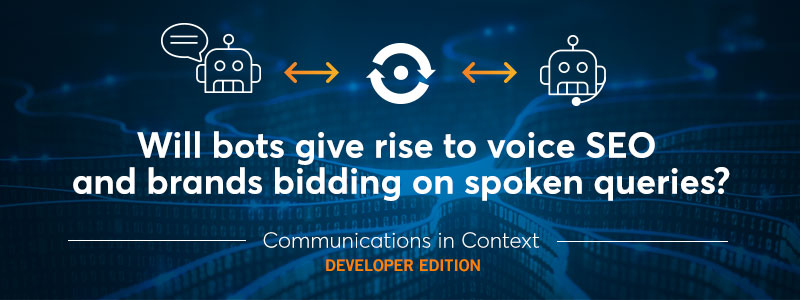 Will bots give rise to voice SEO
and brands bidding on spoken queries?
Communications in Context
DEVELOPER EDITION